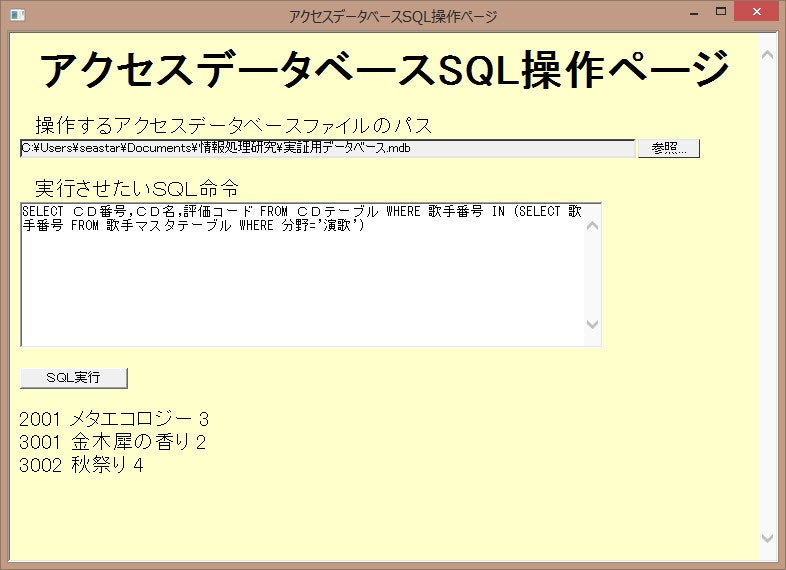 アクセスデータベースSQL操作ページ
アクセスデータベースSQL操作ページ
操作するアクセスデータベースファイルのパス
C:¥Users¥seastar¥Documents¥情報処理研究¥実証用データベース.mdb 参照...
実行させたいＳＱＬ命令
SELECT ＣＤ番号,ＣＤ名,評価コード FROM ＣＤテーブル WHERE 歌手番号 IN (SELECT 歌
手番号 FROM 歌手マスタテーブル WHERE 分野='演歌')
SQL実行
2001 メタエコロジー 3
3001 金木犀の香り 2
3002 秋祭り 4